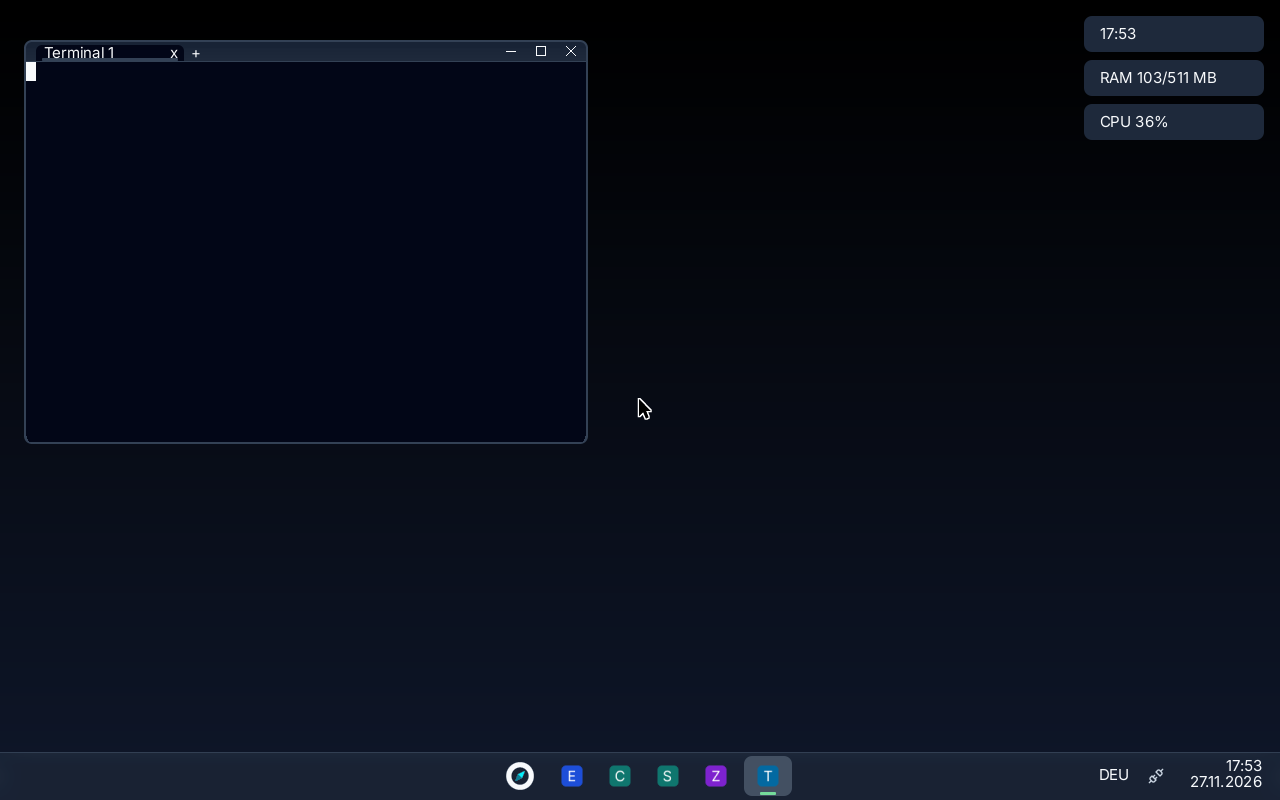 Terminal 1 x +
17:53
RAM 103/511 MB
CPU 36%
E C S Z T
DEU
17:53
27.11.2026